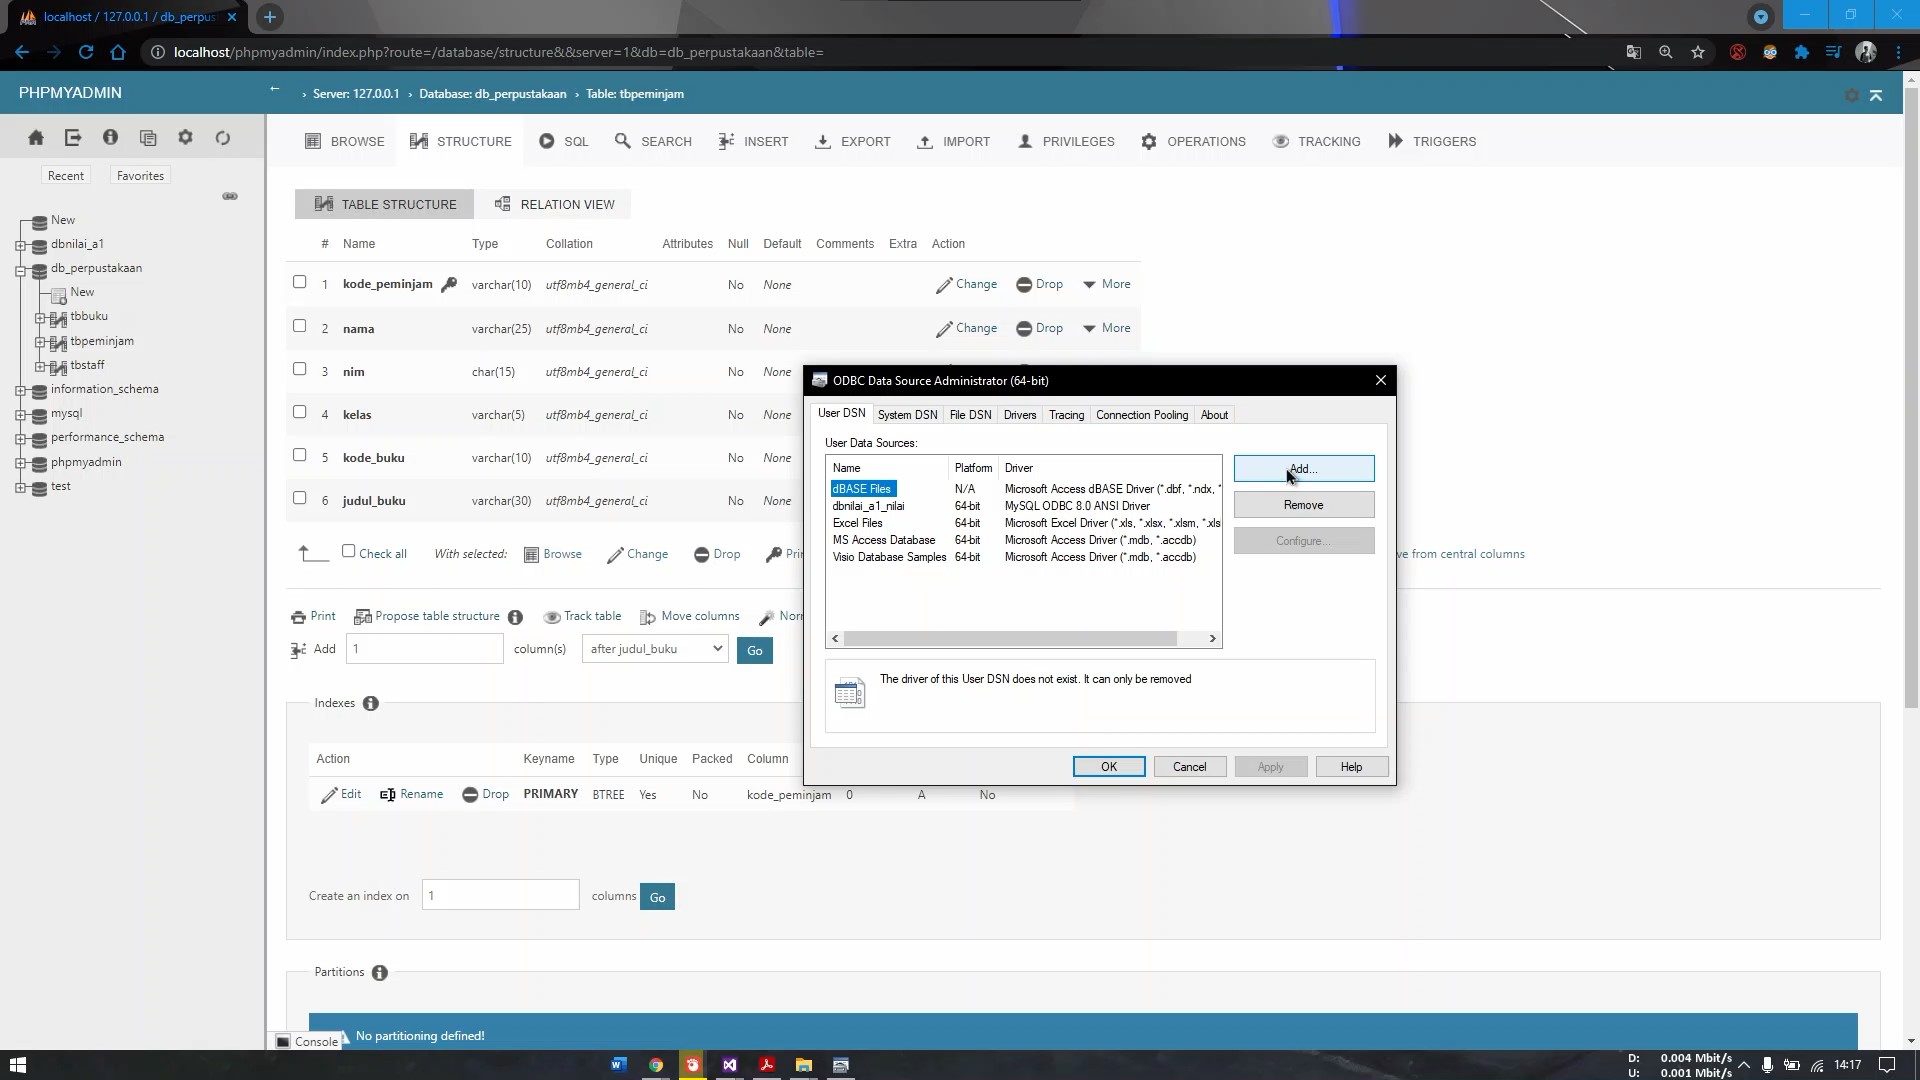 localhost / 127.0.0.1 / db_perpus
localhost/phpmyadmin/index.php?route=/database/structure&&server=1&db=db_perpustakaan&table=
PHPMYADMIN
Server: 127.0.0.1 › Database: db_perpustakaan › Table: tbpeminjam
BROWSE STRUCTURE SQL SEARCH INSERT EXPORT IMPORT PRIVILEGES OPERATIONS TRACKING TRIGGERS
Recent Favorites
New
dbnilai_a1
db_perpustakaan
New
tbbuku
tbpeminjam
tbstaff
information_schema
mysql
performance_schema
phpmyadmin
test
TABLE STRUCTURE RELATION VIEW
# Name Type Collation Attributes Null Default Comments Extra Action
1 kode_peminjam varchar(10) utf8mb4_general_ci No None Change Drop More
2 nama varchar(25) utf8mb4_general_ci No None Change Drop More
3 nim char(15) utf8mb4_general_ci No None
4 kelas varchar(5) utf8mb4_general_ci No None
5 kode_buku varchar(10) utf8mb4_general_ci No None
6 judul_buku varchar(30) utf8mb4_general_ci No None
Check all With selected: Browse Change Drop Pri
ve from central columns
Print Propose table structure Track table Move columns Nor
Add 1 column(s) after judul_buku Go
Indexes
Action Keyname Type Unique Packed Column
Edit Rename Drop PRIMARY BTREE Yes No kode_peminjam 0 A No
Create an index on 1 columns Go
Partitions
No partitioning defined!
Console
ODBC Data Source Administrator (64-bit)
User DSN System DSN File DSN Drivers Tracing Connection Pooling About
User Data Sources:
Name Platform Driver
dBASE Files N/A Microsoft Access dBASE Driver (*.dbf, *.ndx, *
dbnilai_a1_nilai 64-bit MySQL ODBC 8.0 ANSI Driver
Excel Files 64-bit Microsoft Excel Driver (*.xls, *.xlsx, *.xlsm, *.xls
MS Access Database 64-bit Microsoft Access Driver (*.mdb, *.accdb)
Visio Database Samples 64-bit Microsoft Access Driver (*.mdb, *.accdb)
Add...
Remove
Configure...
The driver of this User DSN does not exist. It can only be removed
OK Cancel Apply Help
D: 0.004 Mbit/s
U: 0.001 Mbit/s
14:17